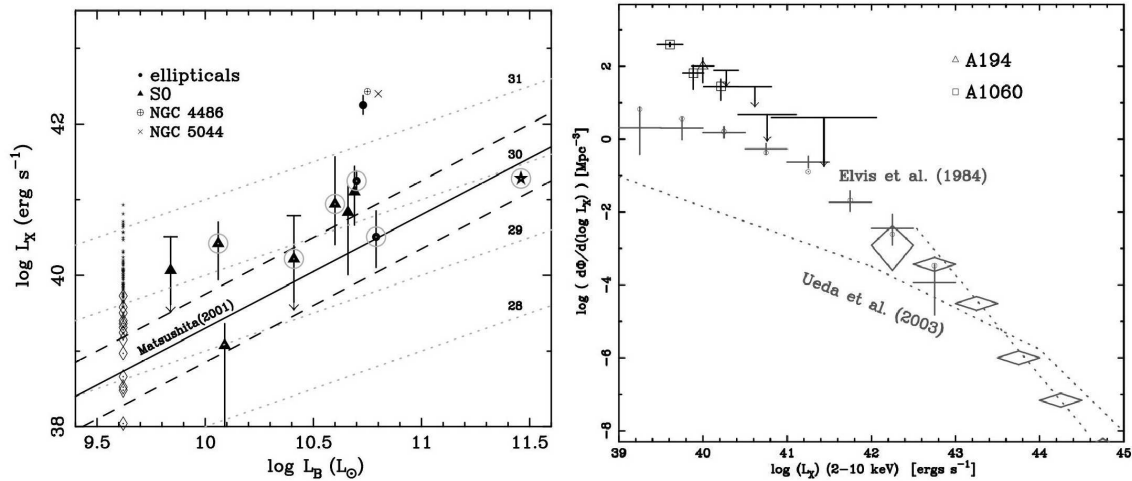 ellipticals
S0
NGC 4486
NGC 5044
31
30
29
28
Matsushita(2001)
42
40
38
log L_X (erg s⁻¹)
9.5 10 10.5 11 11.5
log L_B (L_⊙)
A194
A1060
Elvis et al. (1984)
Ueda et al. (2003)
2
0
-2
-4
-6
-8
log( dΦ/d(log L_X) ) [Mpc⁻³]
39 40 41 42 43 44 45
log (L_X) (2-10 keV) [ergs s⁻¹]